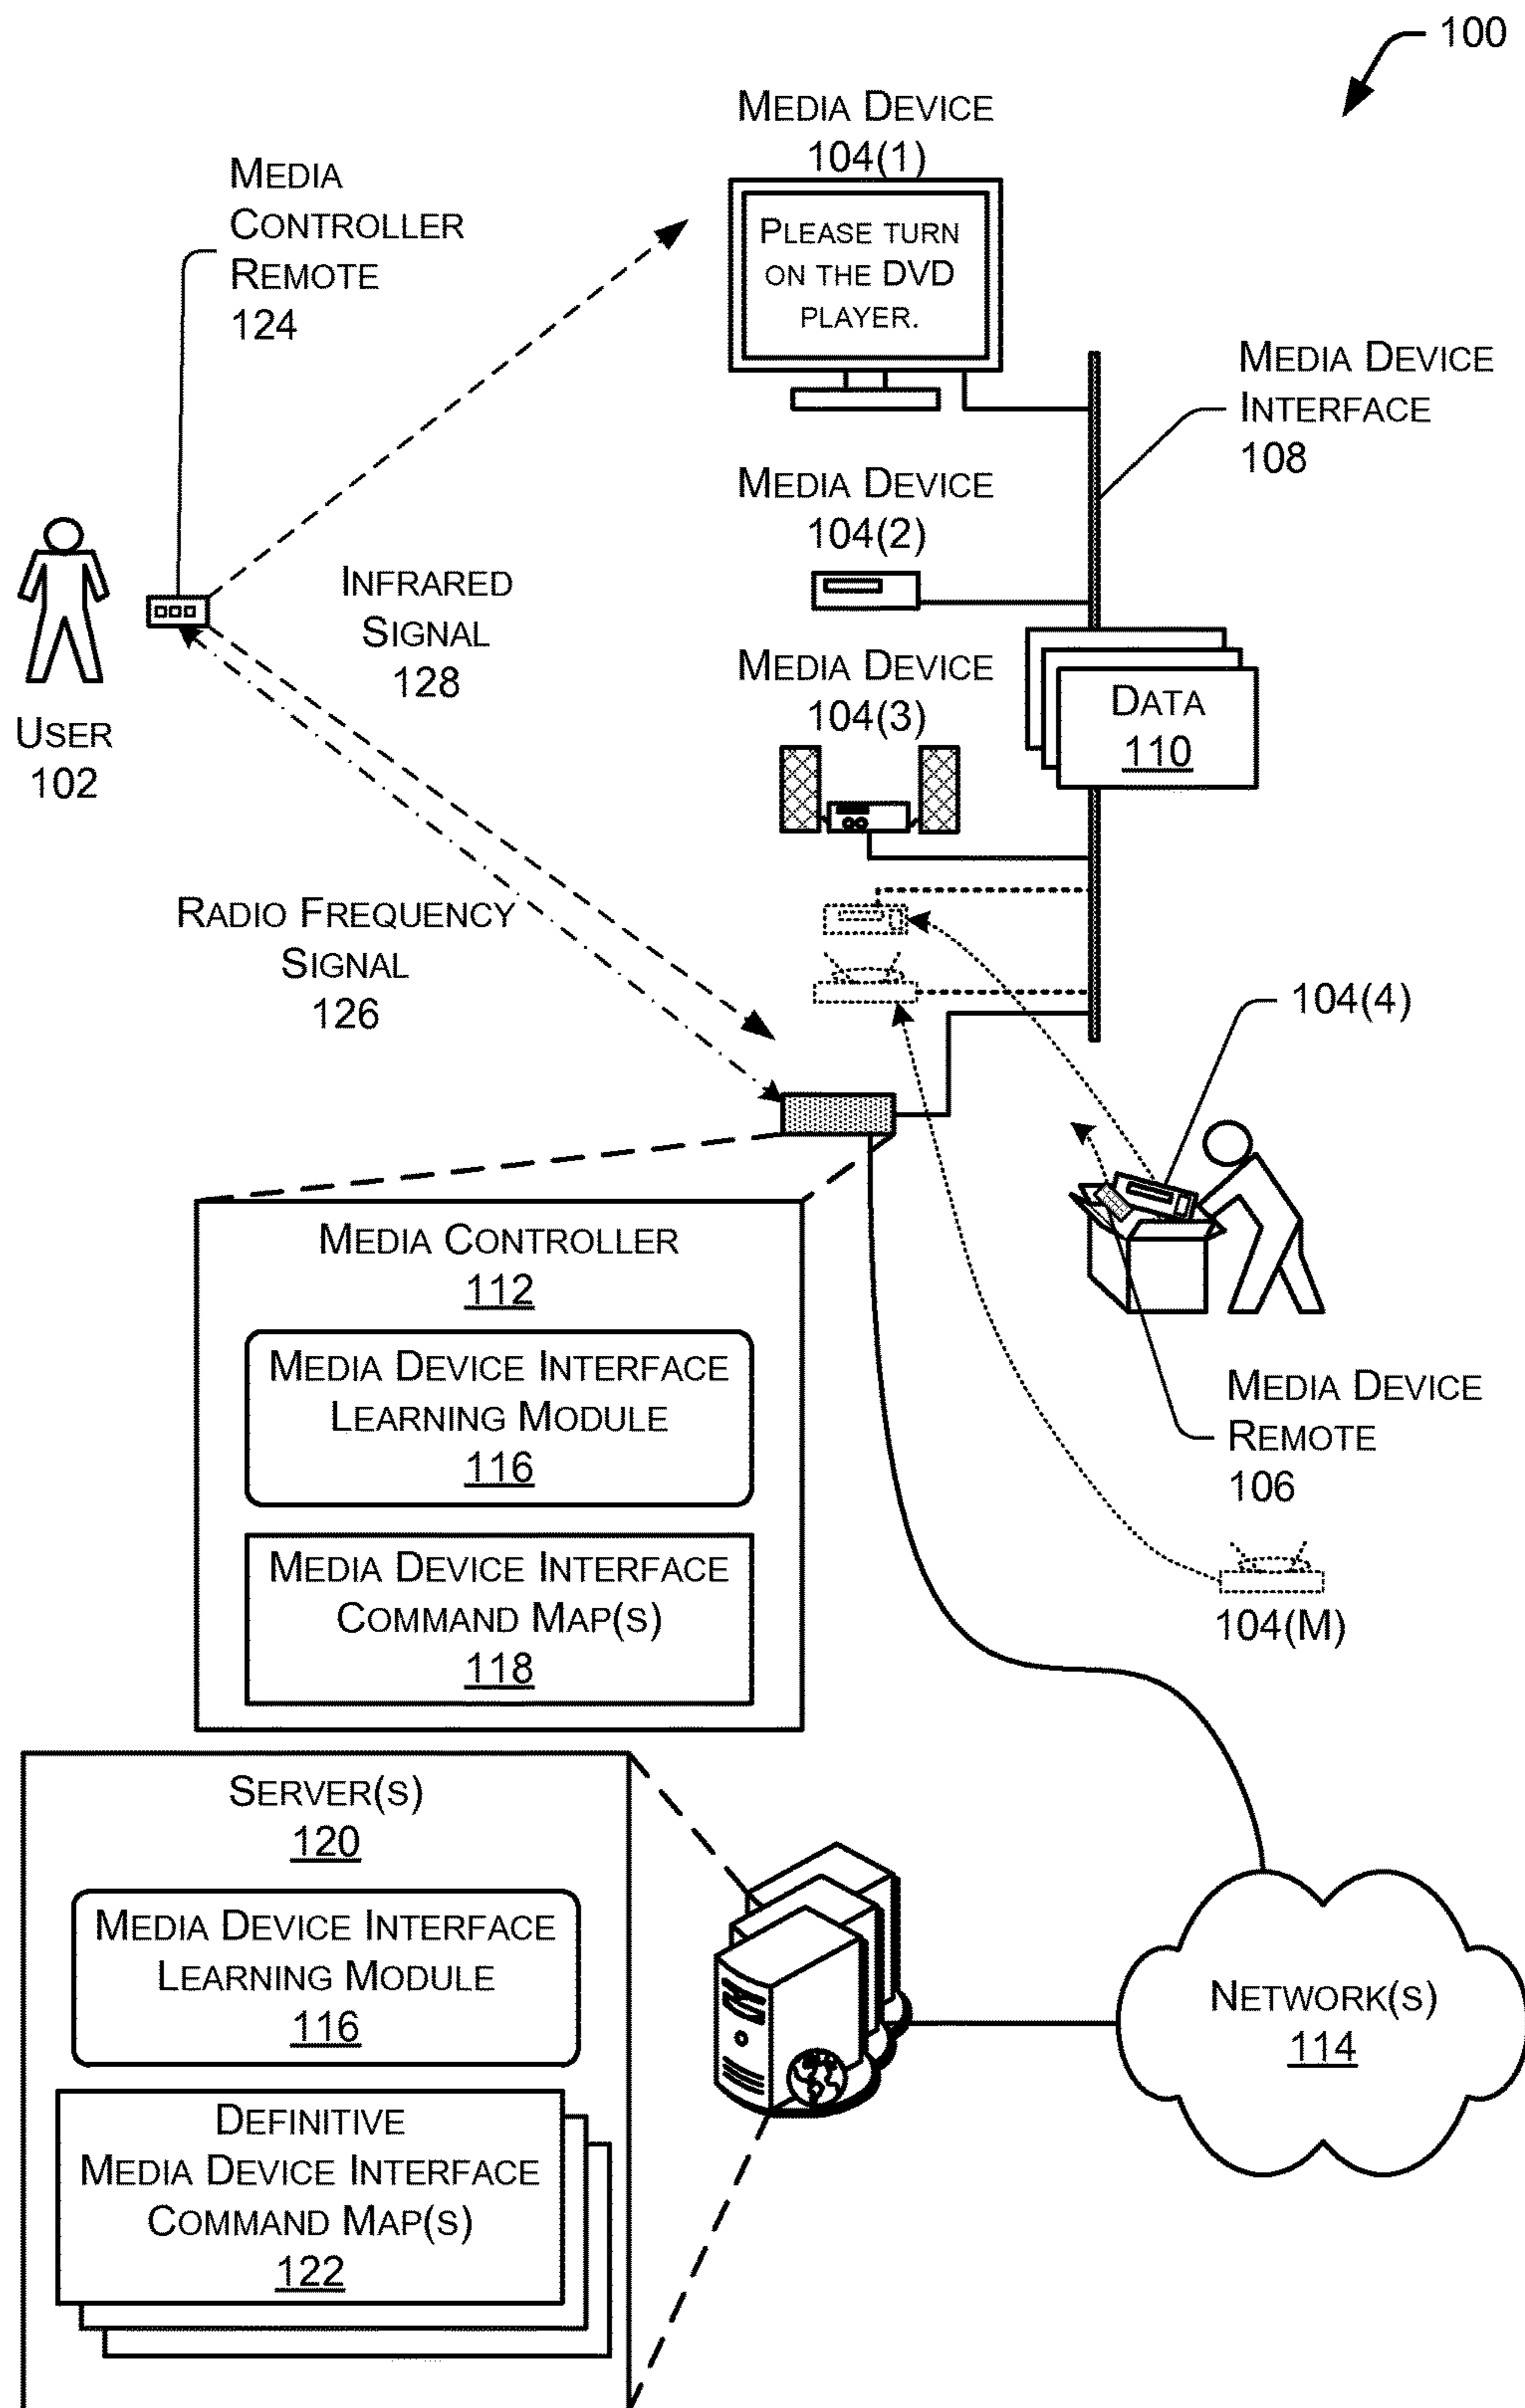 100
MEDIA DEVICE
104(1)
MEDIA
CONTROLLER
REMOTE
124
PLEASE TURN
ON THE DVD
PLAYER.
MEDIA DEVICE
INTERFACE
108
MEDIA DEVICE
104(2)
INFRARED
SIGNAL
128
MEDIA DEVICE
104(3)
DATA
110
USER
102
RADIO FREQUENCY
SIGNAL
126
104(4)
MEDIA CONTROLLER
112
MEDIA DEVICE INTERFACE
LEARNING MODULE
116
MEDIA DEVICE INTERFACE
COMMAND MAP(S)
118
MEDIA DEVICE
REMOTE
106
104(M)
SERVER(S)
120
MEDIA DEVICE INTERFACE
LEARNING MODULE
116
DEFINITIVE
MEDIA DEVICE INTERFACE
COMMAND MAP(S)
122
NETWORK(S)
114